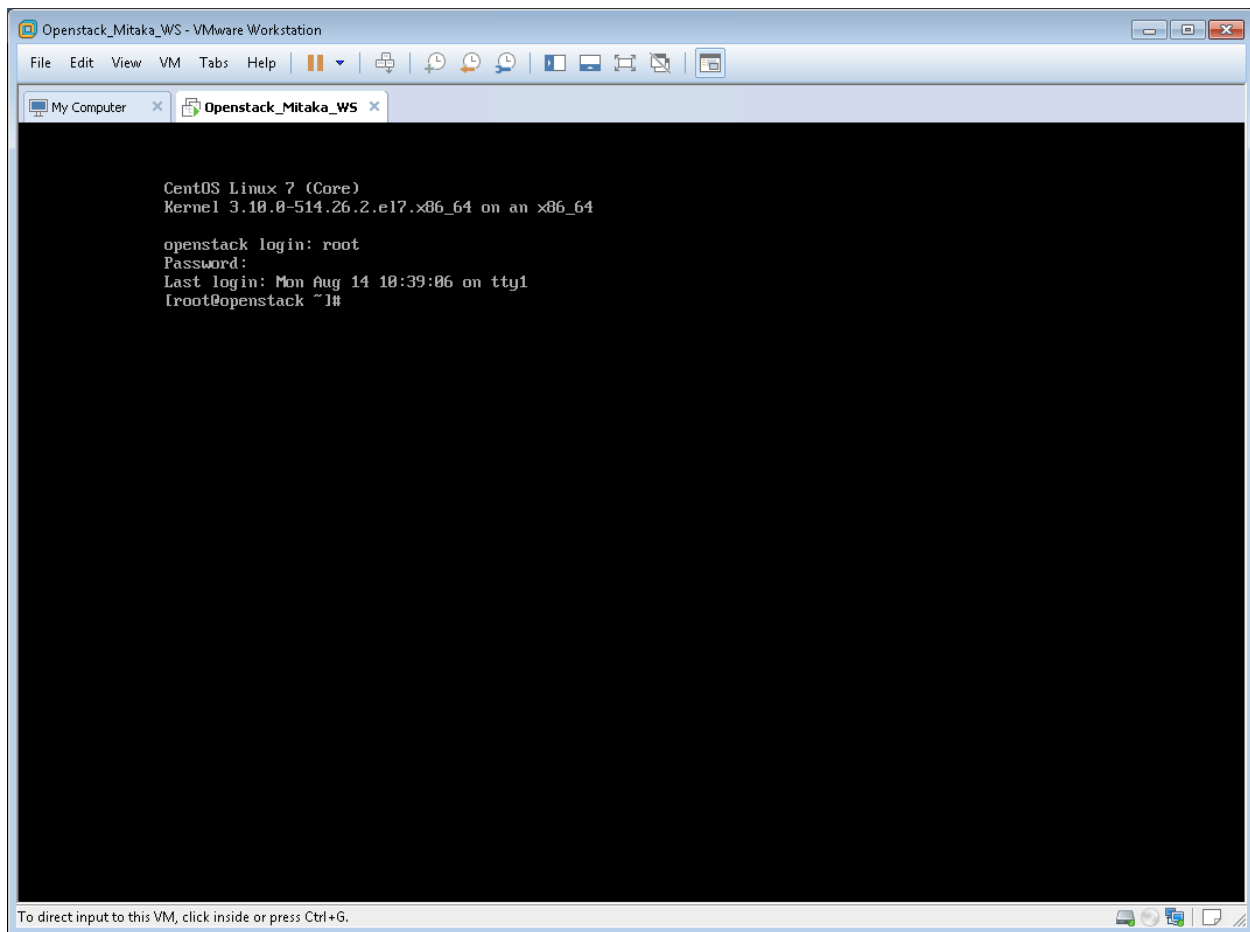 Openstack_Mitaka_WS - VMware Workstation
File Edit View VM Tabs Help
My Computer
Openstack_Mitaka_WS
CentOS Linux 7 (Core)
Kernel 3.10.0-514.26.2.el7.x86_64 on an x86_64
openstack login: root
Password:
Last login: Mon Aug 14 10:39:06 on tty1
[root@openstack ~]#
To direct input to this VM, click inside or press Ctrl+G.